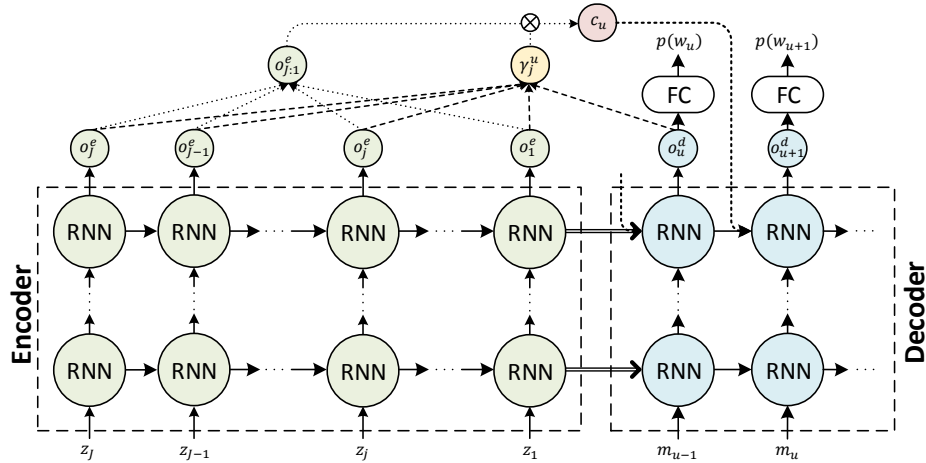 c_u
p(w_u) p(w_{u+1})
o^e_{j:1} γ^u_j FC FC
o^e_j o^e_{j-1} o^e_j o^e_1 o^d_u o^d_{u+1}
RNN RNN ··· RNN ··· RNN RNN RNN ···
Encoder
Decoder
RNN RNN ··· RNN ··· RNN RNN RNN ···
z_J z_{J-1} z_j z_1 m_{u-1} m_u